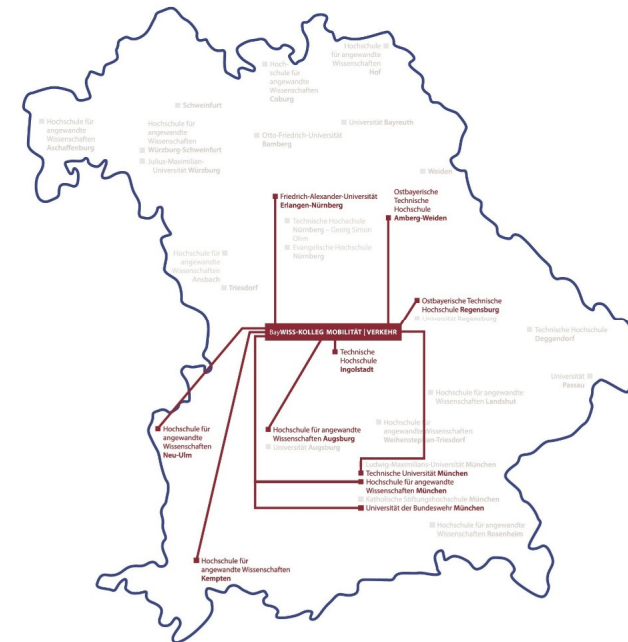 Hochschule
für angewandte
Wissenschaften
Hof
Hoch-
schule für
angewandte
Wissenschaften
Coburg
Schweinfurt
Hochschule für
angewandte
Wissenschaften
Aschaffenburg
Hochschule für
angewandte
Wissenschaften
Würzburg-Schweinfurt
Julius-Maximilian-
Universität Würzburg
Otto-Friedrich-Universität
Bamberg
Universität Bayreuth
Weiden
Friedrich-Alexander-Universität
Erlangen-Nürnberg
Ostbayerische
Technische
Hochschule
Amberg-Weiden
Technische Hochschule
Nürnberg – Georg Simon
Ohm
Evangelische Hochschule
Nürnberg
Hochschule für
angewandte
Wissenschaften
Ansbach
Triesdorf
Ostbayerische Technische
Hochschule Regensburg
Universität Regensburg
BayWISS-KOLLEG MOBILITÄT | VERKEHR
Technische Hochschule
Deggendorf
Technische
Hochschule
Ingolstadt
Universität
Passau
Hochschule für angewandte
Wissenschaften Landshut
Hochschule für
angewandte
Wissenschaften
Neu-Ulm
Hochschule für angewandte
Wissenschaften Augsburg
Universität Augsburg
Hochschule für
angewandte Wissenschaften
Weihenstephan-Triesdorf
Ludwig-Maximilians-Universität München
Technische Universität München
Hochschule für angewandte
Wissenschaften München
Katholische Stiftungshochschule München
Universität der Bundeswehr München
Hochschule für angewandte
Wissenschaften Rosenheim
Hochschule für
angewandte Wissenschaften
Kempten